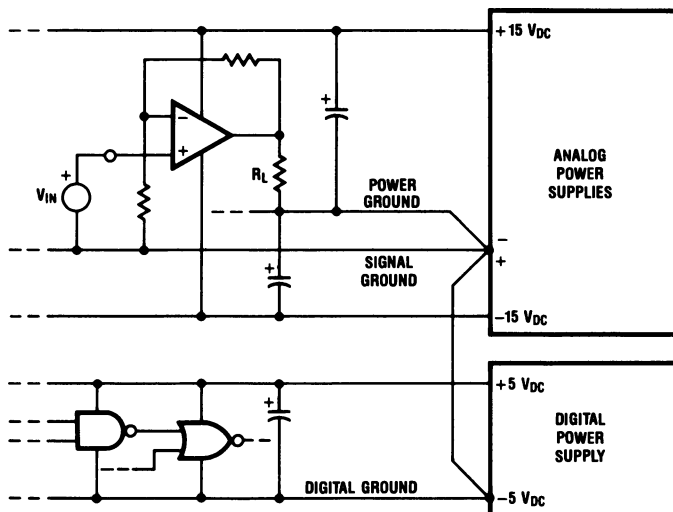 +15 V_DC
−
+
+
R_L
+
V_IN
POWER
GROUND
ANALOG
POWER
SUPPLIES
+
SIGNAL
GROUND
−
+
−15 V_DC
+5 V_DC
+
DIGITAL
POWER
SUPPLY
DIGITAL GROUND
−5 V_DC